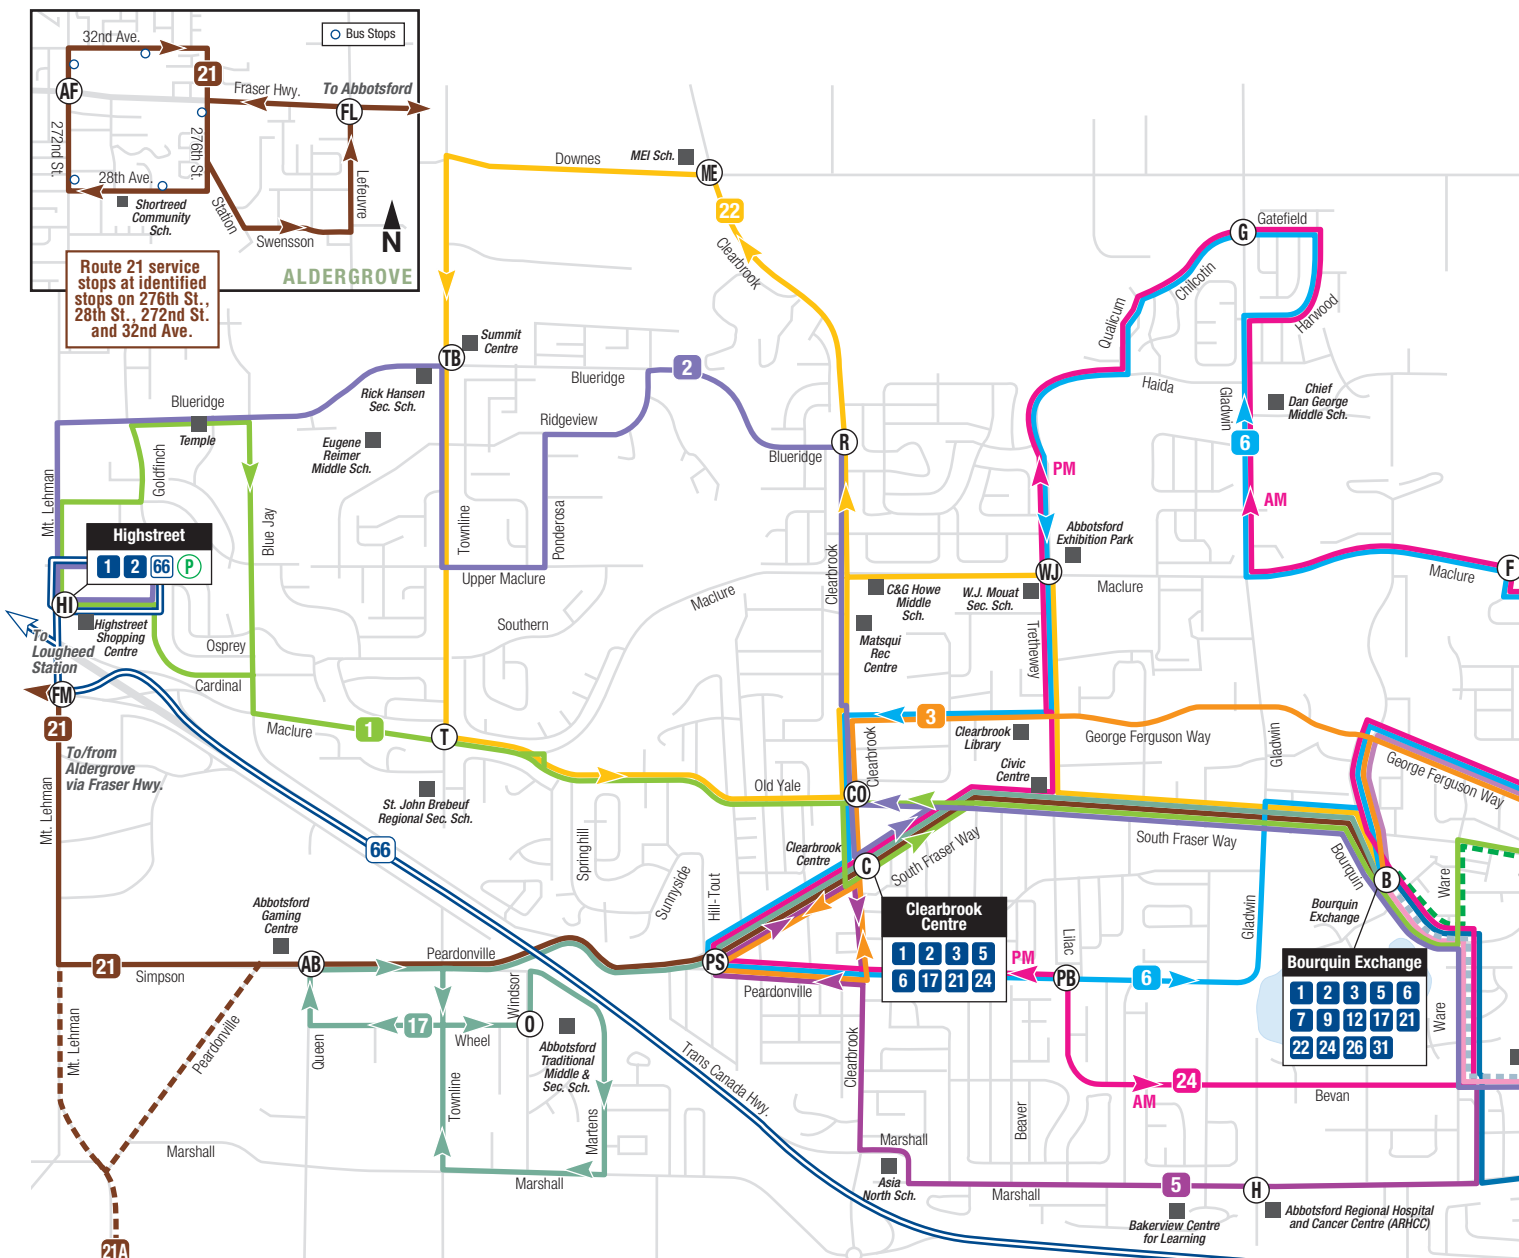 32nd Ave.
Bus Stops
21
AF
Fraser Hwy.
To Abbotsford
FL
272nd St.
276th St.
28th Ave.
Lefeuvre
Station
Shortreed
Community
Sch.
Swensson
N
ALDERGROVE
Route 21 service
stops at identified
stops on 276th St.,
28th St., 272nd St.
and 32nd Ave.
Downes
MEI Sch.
ME
22
Clearbrook
G
Gatefield
Chilcotin
Qualicum
Harwood
Haida
Gladwin
Chief
Dan George
Middle Sch.
6
Summit
Centre
TB
Rick Hansen
Sec. Sch.
Blueridge
2
Blueridge
Ridgeview
Temple
Eugene
Reimer
Middle Sch.
R
Blueridge
Goldfinch
Mt. Lehman
Blue Jay
Townline
Ponderosa
Upper Maclure
PM
AM
Abbotsford
Exhibition Park
WJ
Maclure
Maclure
F
Highstreet
1
2
66
P
HI
Highstreet
Shopping
Centre
To
Lougheed
Station
FM
21
To/from
Aldergrove
via Fraser Hwy.
Osprey
Cardinal
Southern
Maclure
Clearbrook
C&G Howe
Middle
Sch.
W.J. Mouat
Sec. Sch.
Matsqui
Rec
Centre
Trethewey
Maclure
1
T
3
Clearbrook
Library
Civic
Centre
George Ferguson Way
Gladwin
George Ferguson Way
Clearbrook
Old Yale
CO
St. John Brebeuf
Regional Sec. Sch.
Mt. Lehman
66
Springhill
Sunnyside
Hill-Tout
Clearbrook
Centre
C
South Fraser Way
South Fraser Way
Bourquin
B
Bourquin
Exchange
Ware
Clearbrook
Centre
1
2
3
5
6
17
21
24
Lilac
Gladwin
Bourquin Exchange
1
2
3
5
6
7
9
12
17
21
22
24
26
31
Ware
Abbotsford
Gaming
Centre
21
Simpson
AB
Peardonville
PS
Peardonville
PM
PB
6
Windsor
O
17
Wheel
Queen
Abbotsford
Traditional
Middle &
Sec. Sch.
Mt. Lehman
Peardonville
Townline
Martens
Trans Canada Hwy.
Clearbrook
Beaver
24
AM
Bevan
Marshall
Marshall
Marshall
Asia
North Sch.
Marshall
5
H
Bakerview Centre
for Learning
Abbotsford Regional Hospital
and Cancer Centre (ARHCC)
21A